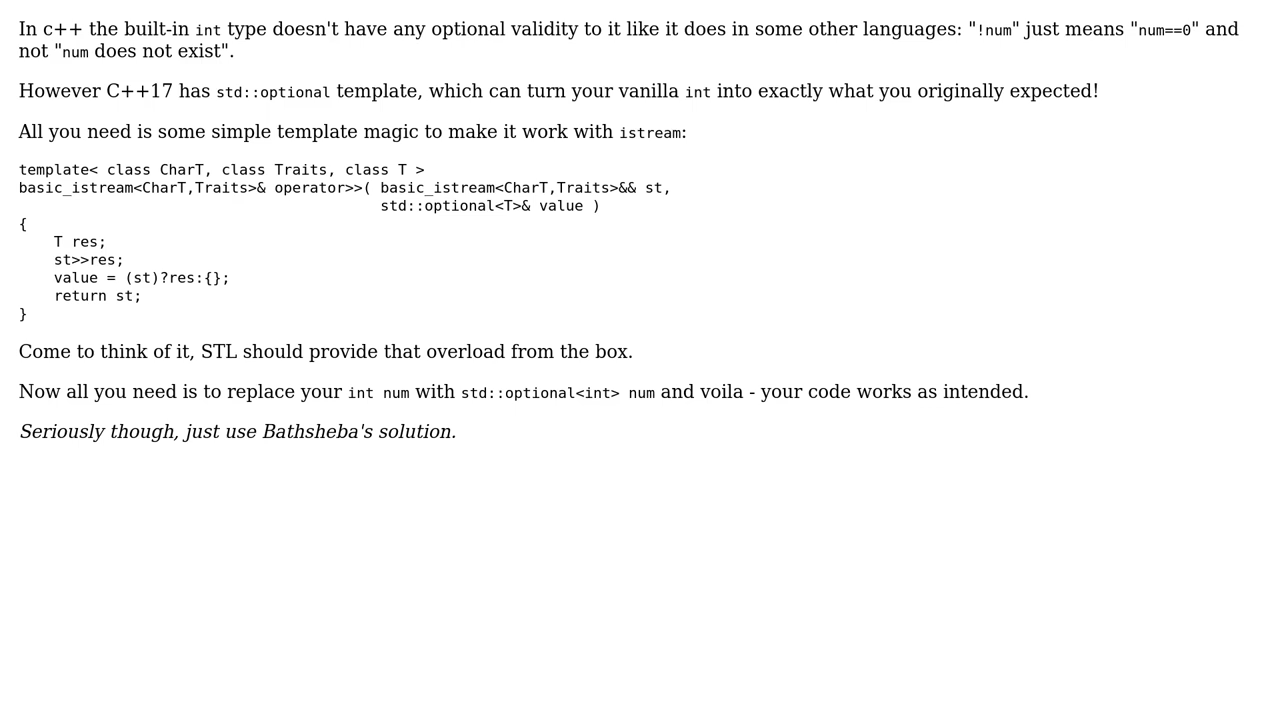 In c++ the built-in int type doesn't have any optional validity to it like it does in some other languages: "!num" just means "num==0" and
not "num does not exist".
However C++17 has std::optional template, which can turn your vanilla int into exactly what you originally expected!
All you need is some simple template magic to make it work with istream:
template< class CharT, class Traits, class T >
basic_istream<CharT,Traits>& operator>>( basic_istream<CharT,Traits>&& st,
                                         std::optional<T>& value )
{
    T res;
    st>>res;
    value = (st)?res:{};
    return st;
}
Come to think of it, STL should provide that overload from the box.
Now all you need is to replace your int num with std::optional<int> num and voila - your code works as intended.
Seriously though, just use Bathsheba's solution.